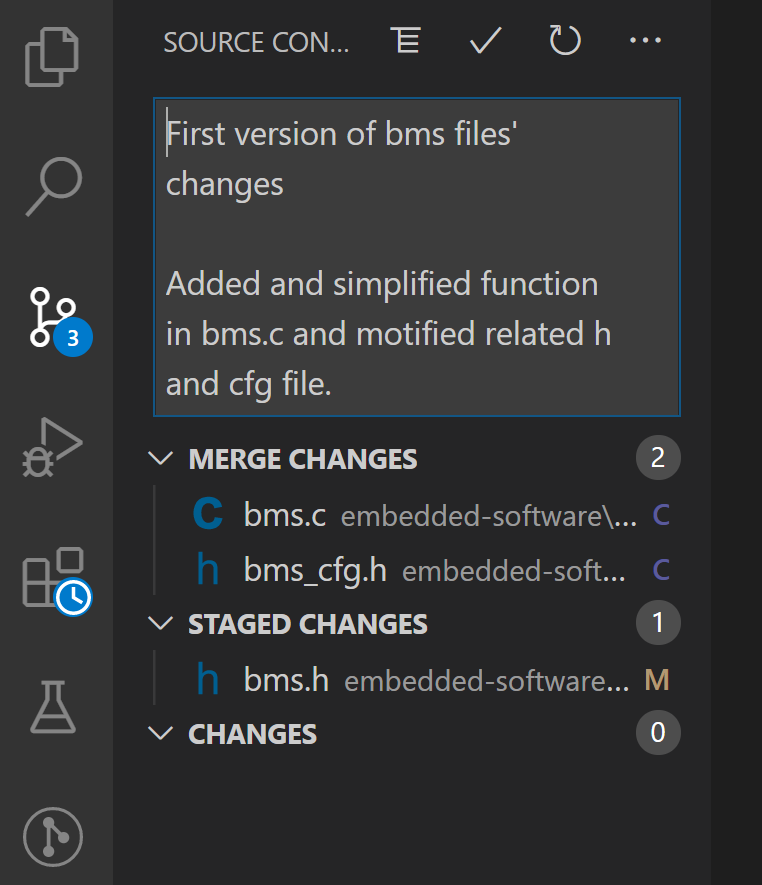 SOURCE CON...
First version of bms files'
changes
Added and simplified function
in bms.c and motified related h
and cfg file.
3
MERGE CHANGES 2
C bms.c embedded-software\... C
h bms_cfg.h embedded-soft... C
STAGED CHANGES 1
h bms.h embedded-software... M
CHANGES 0